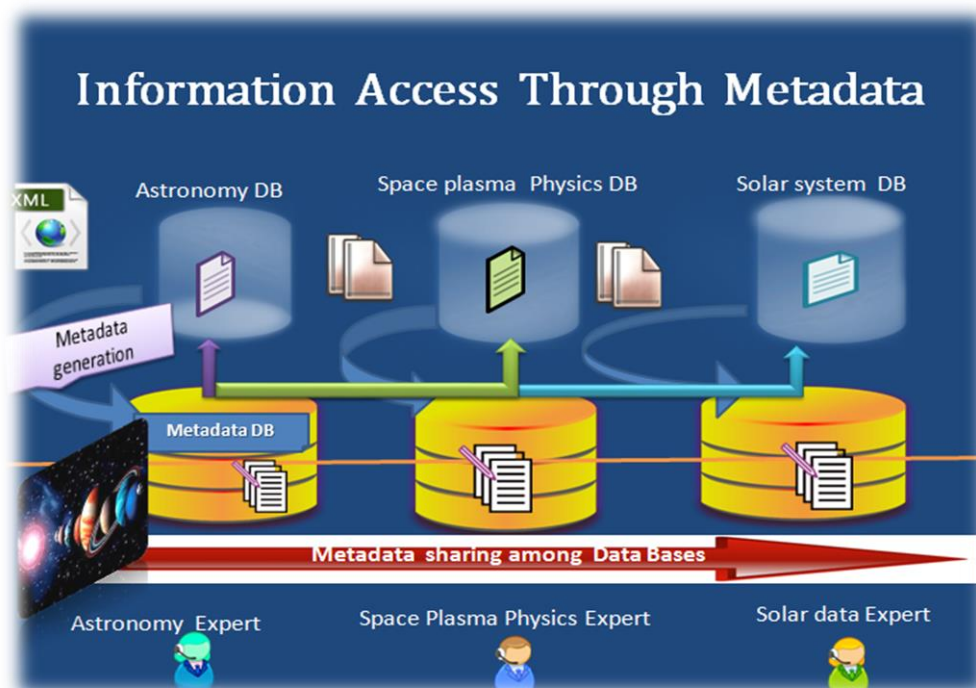 Information Access Through Metadata
Astronomy DB
Space plasma Physics DB
Solar system DB
XML
Metadata
generation
Metadata DB
Metadata sharing among Data Bases
Astronomy Expert
Space Plasma Physics Expert
Solar data Expert